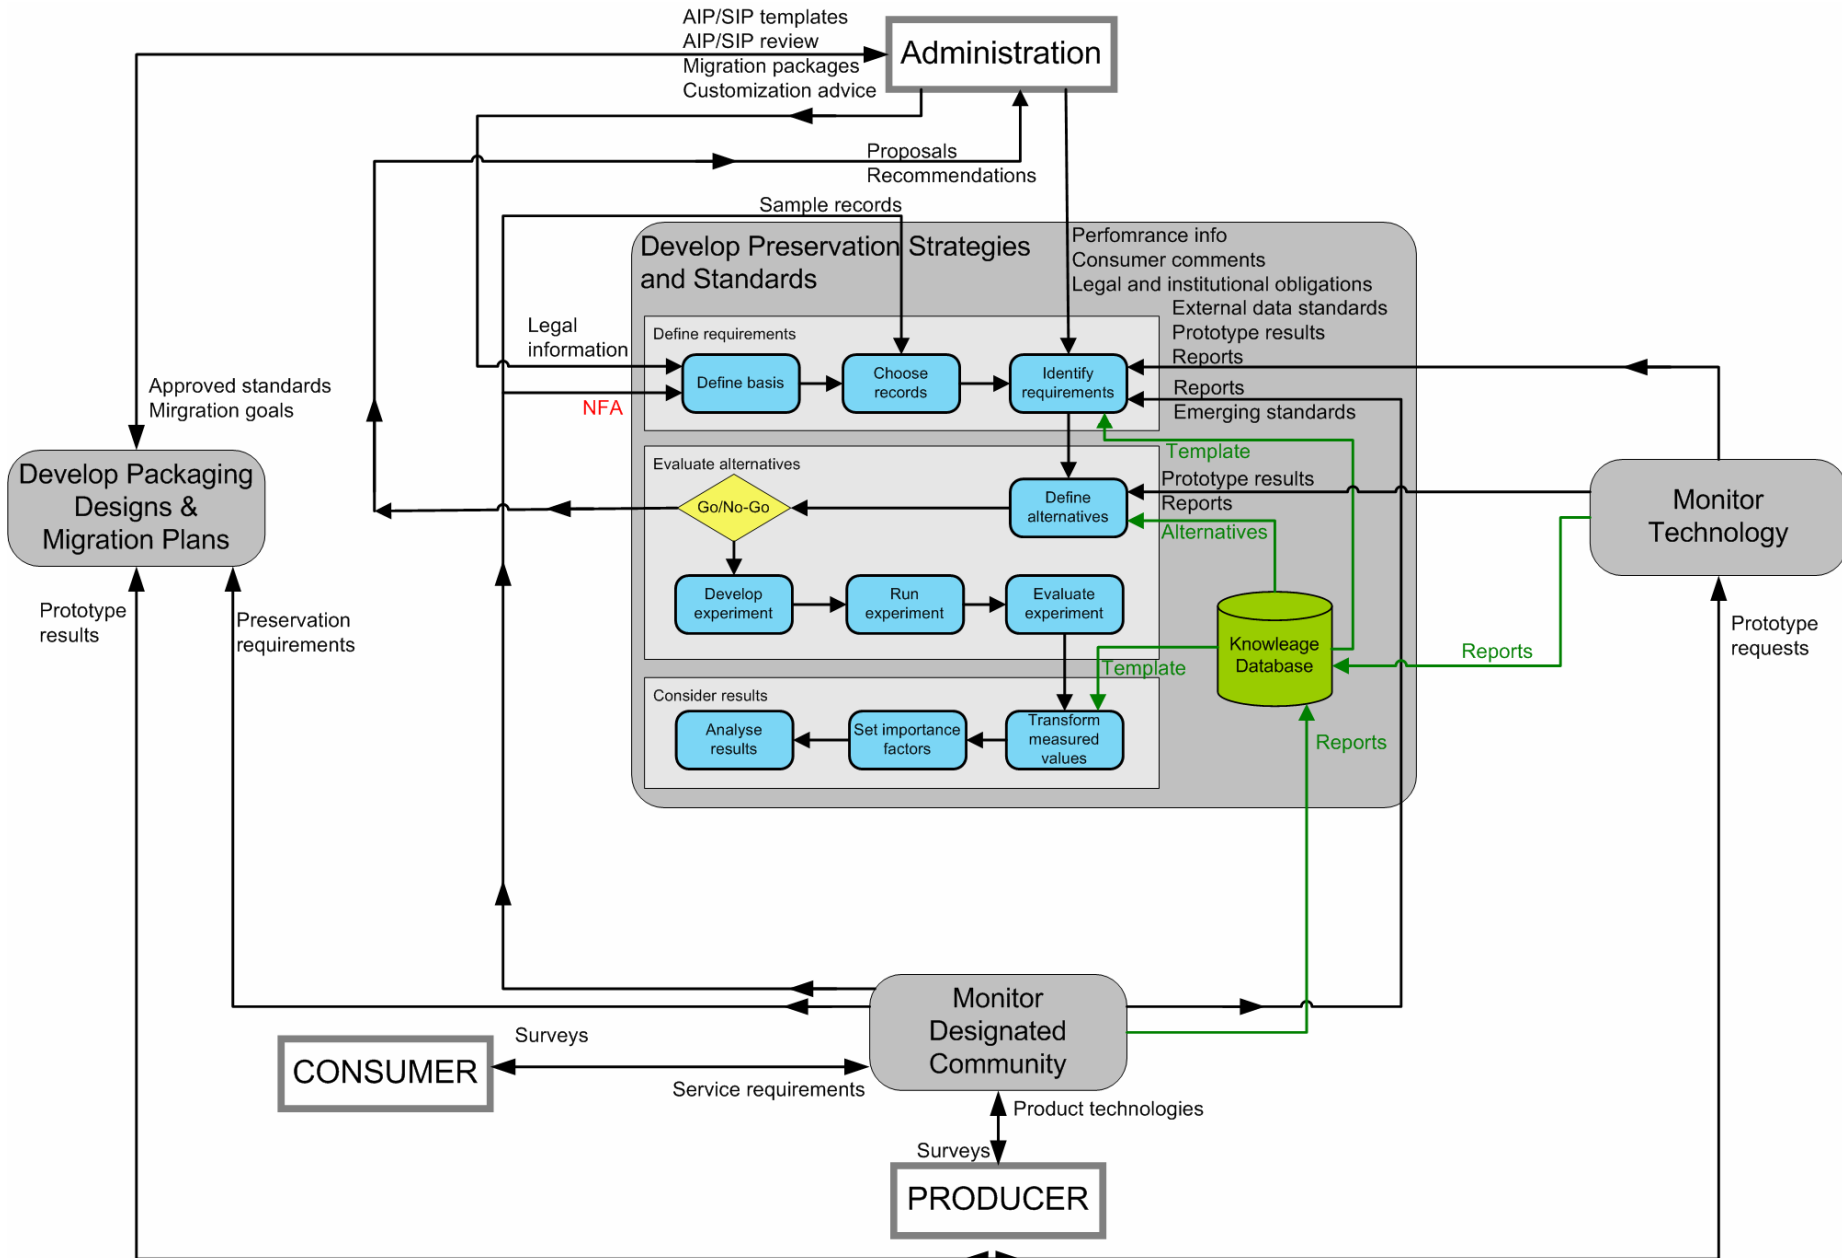 AIP/SIP templates
AIP/SIP review
Migration packages
Customization advice
Administration
Proposals
Recommendations
Sample records
Develop Preservation Strategies
and Standards
Perfomrance info
Consumer comments
Legal and institutional obligations
External data standards
Prototype results
Reports
Define requirements
Legal
information
NFA
Define basis
Choose
records
Identify
requirements
Reports
Emerging standards
Approved standards
Mirgration goals
Template
Develop Packaging
Designs &
Migration Plans
Evaluate alternatives
Go/No-Go
Define
alternatives
Prototype results
Reports
Alternatives
Monitor
Technology
Develop
experiment
Run
experiment
Evaluate
experiment
Prototype
results
Preservation
requirements
Knowleage
Database
Reports
Prototype
requests
Template
Consider results
Analyse
results
Set importance
factors
Transform
measured
values
Reports
Monitor
Designated
Community
Surveys
CONSUMER
Service requirements
Product technologies
Surveys
PRODUCER